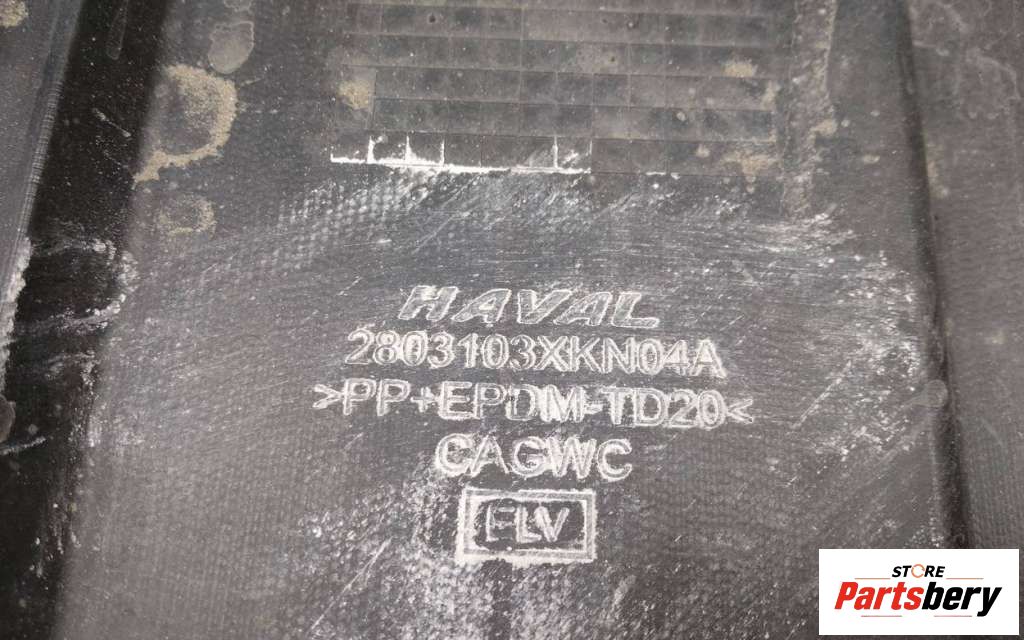 HAVAL
2803103XKN04A
>PP+EPDM-TD20<
CAGWC
ELV
STORE
Partsbery